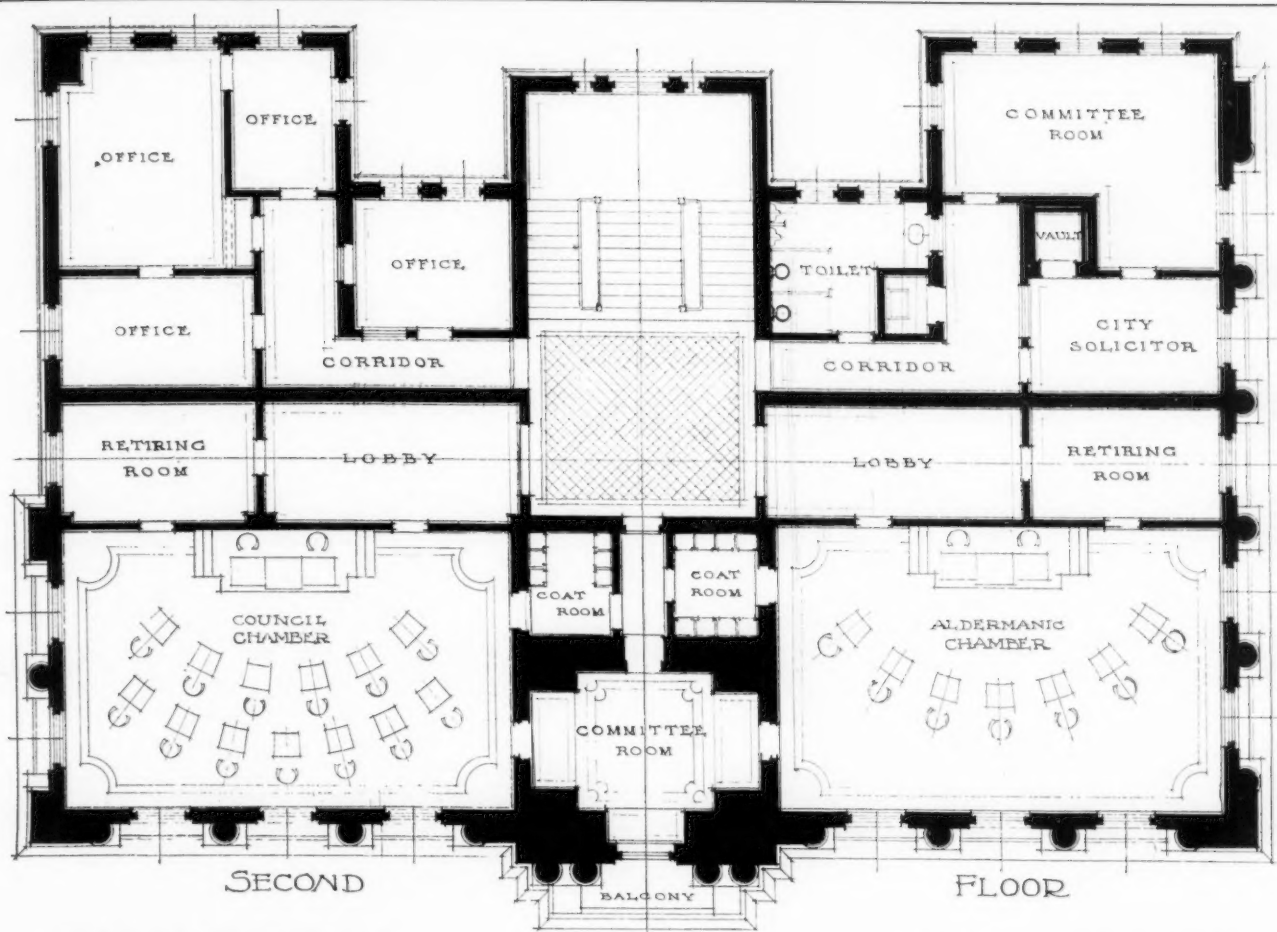 OFFICE
COMMITTEE
ROOM
OFFICE
VAULT
OFFICE
TOILET
OFFICE
CITY
SOLICITOR
CORRIDOR
CORRIDOR
RETIRING
ROOM
LOBBY
LOBBY
RETIRING
ROOM
COAT
ROOM
COAT
ROOM
COUNCIL
CHAMBER
ALDERMANIC
CHAMBER
COMMITTEE
ROOM
SECOND
FLOOR
BALCONY